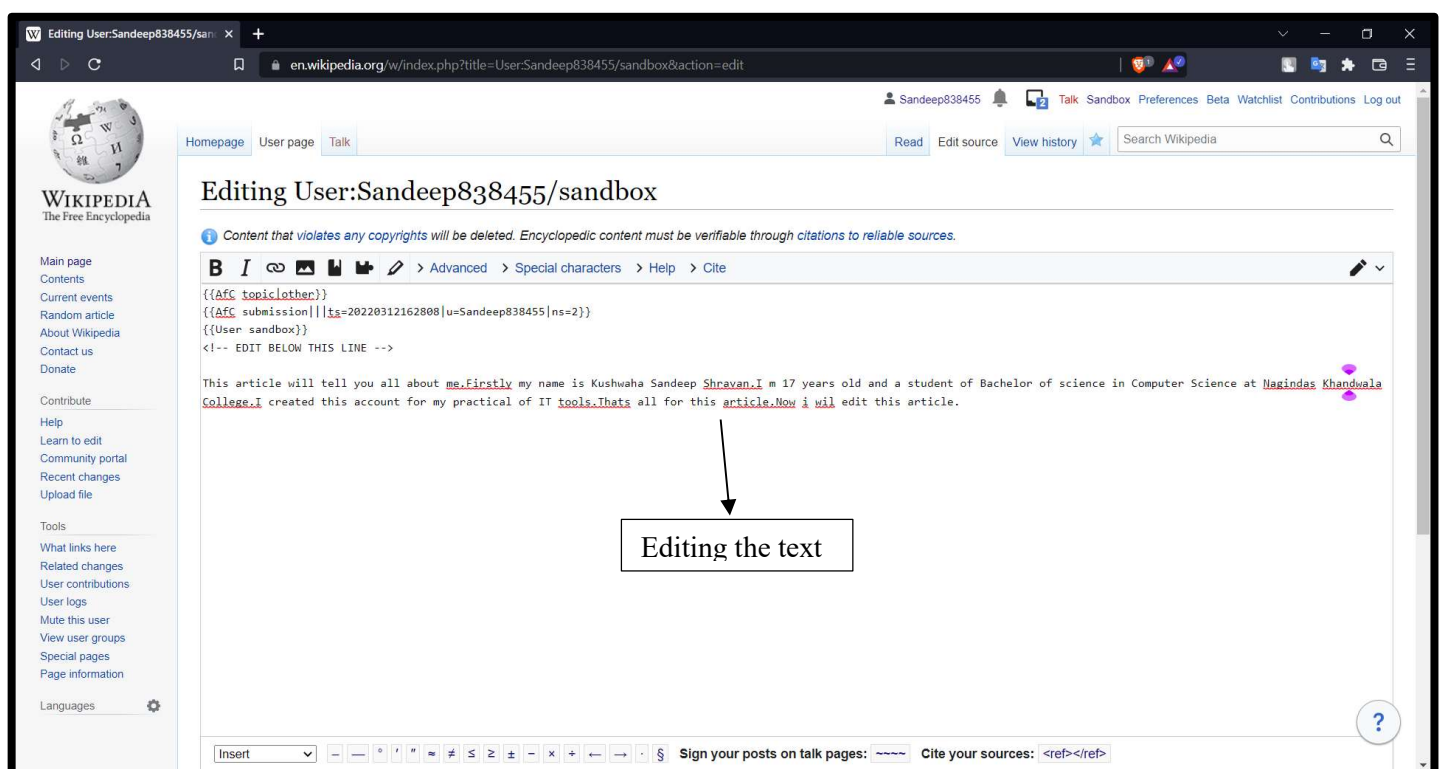 Editing User:Sandeep838455/san
en.wikipedia.org/w/index.php?title=User:Sandeep838455/sandbox&action=edit
Sandeep838455 2 Talk Sandbox Preferences Beta Watchlist Contributions Log out
Homepage User page Talk Read Edit source View history Search Wikipedia
WIKIPEDIA
The Free Encyclopedia
Main page
Contents
Current events
Random article
About Wikipedia
Contact us
Donate
Contribute
Help
Learn to edit
Community portal
Recent changes
Upload file
Tools
What links here
Related changes
User contributions
User logs
Mute this user
View user groups
Special pages
Page information
Languages
Editing User:Sandeep838455/sandbox
Content that violates any copyrights will be deleted. Encyclopedic content must be verifiable through citations to reliable sources.
B I Advanced Special characters Help Cite
{{AfC topic|other}}
{{AfC submission|||ts=20220312162808|u=Sandeep838455|ns=2}}
{{User sandbox}}
<!-- EDIT BELOW THIS LINE -->
This article will tell you all about me.Firstly my name is Kushwaha Sandeep Shravan.I m 17 years old and a student of Bachelor of science in Computer Science at Nagindas Khandwala
College.I created this account for my practical of IT tools.Thats all for this article.Now i wil edit this article.
Editing the text
?
Insert – — ° ′ ″ ≈ ≠ ≤ ≥ ± − × ÷ ← → · § Sign your posts on talk pages: ~~~~ Cite your sources: <ref></ref>